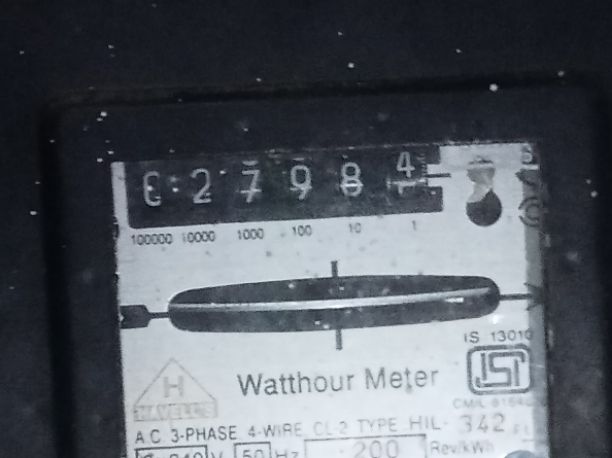 0 2 7 9 8 4
100000 10000 1000 100 10 1
IS 13010
H
Watthour Meter
HAVELLS
A.C. 3-PHASE 4-WIRE CL·2 TYPE HIL- 342
240 V 50 Hz 200 Rev/kWh